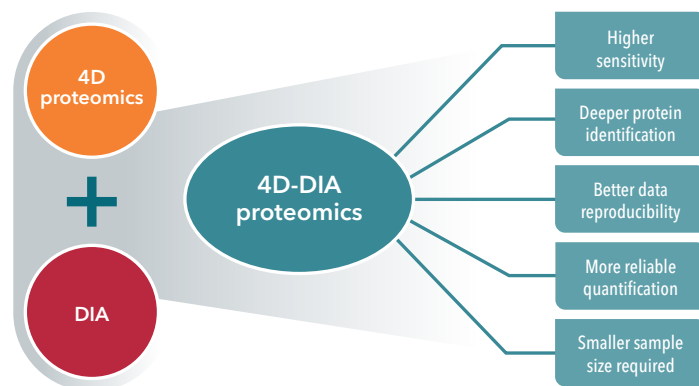 4D
proteomics
+
DIA
4D-DIA
proteomics
Higher
sensitivity
Deeper protein
identification
Better data
reproducibility
More reliable
quantification
Smaller sample
size required